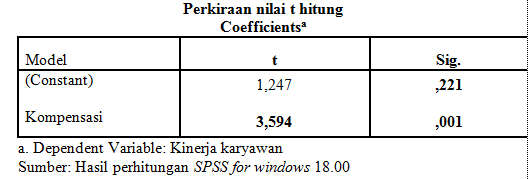 Perkiraan nilai t hitung
Coefficientsa
Model t Sig.
(Constant) 1,247 ,221
Kompensasi 3,594 ,001
a. Dependent Variable: Kinerja karyawan
Sumber: Hasil perhitungan SPSS for windows 18.00